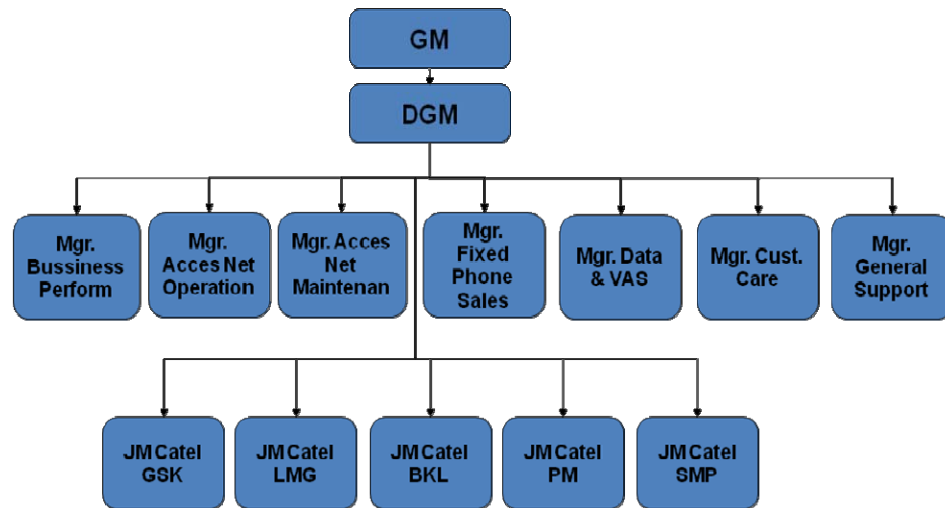 GM
DGM
Mgr.
Bussiness
Perform
Mgr.
Acces Net
Operation
Mgr. Acces
Net
Maintenan
Mgr.
Fixed
Phone
Sales
Mgr. Data
& VAS
Mgr. Cust.
Care
Mgr.
General
Support
JM Catel
GSK
JM Catel
LMG
JM Catel
BKL
JM Catel
PM
JM Catel
SMP